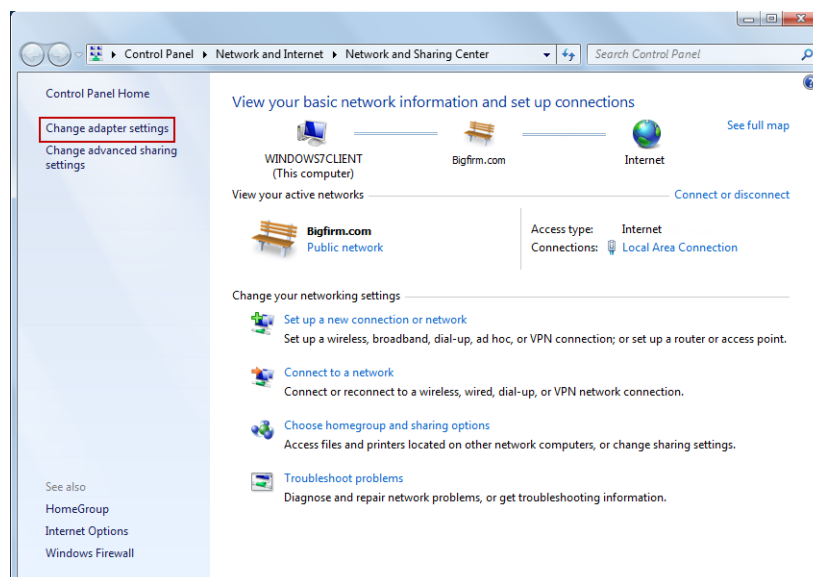 Control Panel Network and Internet Network and Sharing Center Search Control Panel
Control Panel Home
Change adapter settings
Change advanced sharing
settings
View your basic network information and set up connections
See full map
WINDOWS7CLIENT
(This computer)
Bigfirm.com
Internet
View your active networks
Connect or disconnect
Bigfirm.com
Public network
Access type: Internet
Connections: Local Area Connection
Change your networking settings
Set up a new connection or network
Set up a wireless, broadband, dial-up, ad hoc, or VPN connection; or set up a router or access point.
Connect to a network
Connect or reconnect to a wireless, wired, dial-up, or VPN network connection.
Choose homegroup and sharing options
Access files and printers located on other network computers, or change sharing settings.
Troubleshoot problems
Diagnose and repair network problems, or get troubleshooting information.
See also
HomeGroup
Internet Options
Windows Firewall